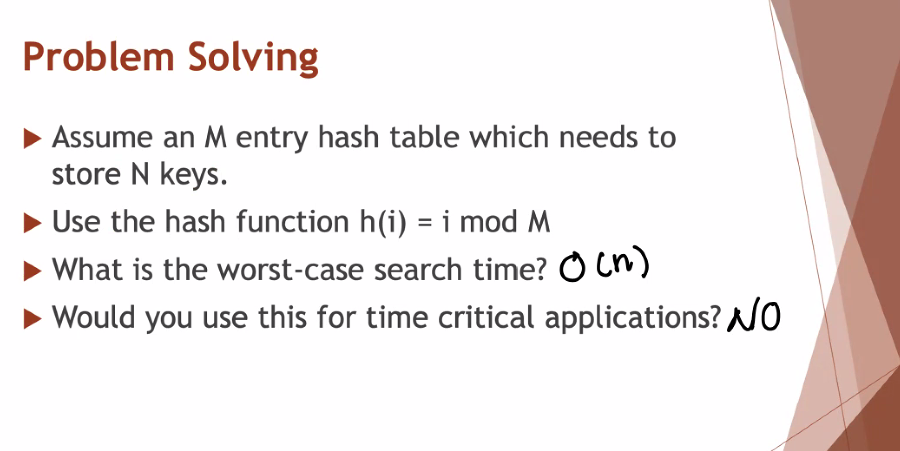 Problem Solving
Assume an M entry hash table which needs to
store N keys.
Use the hash function h(i) = i mod M
What is the worst-case search time? O(n)
Would you use this for time critical applications? NO